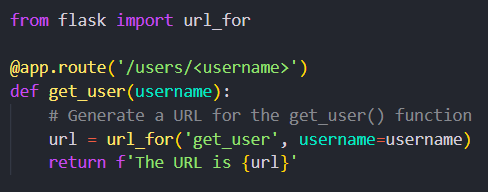 from flask import url_for
@app.route('/users/<username>')
def get_user(username):
    # Generate a URL for the get_user() function
    url = url_for('get_user', username=username)
    return f'The URL is {url}'